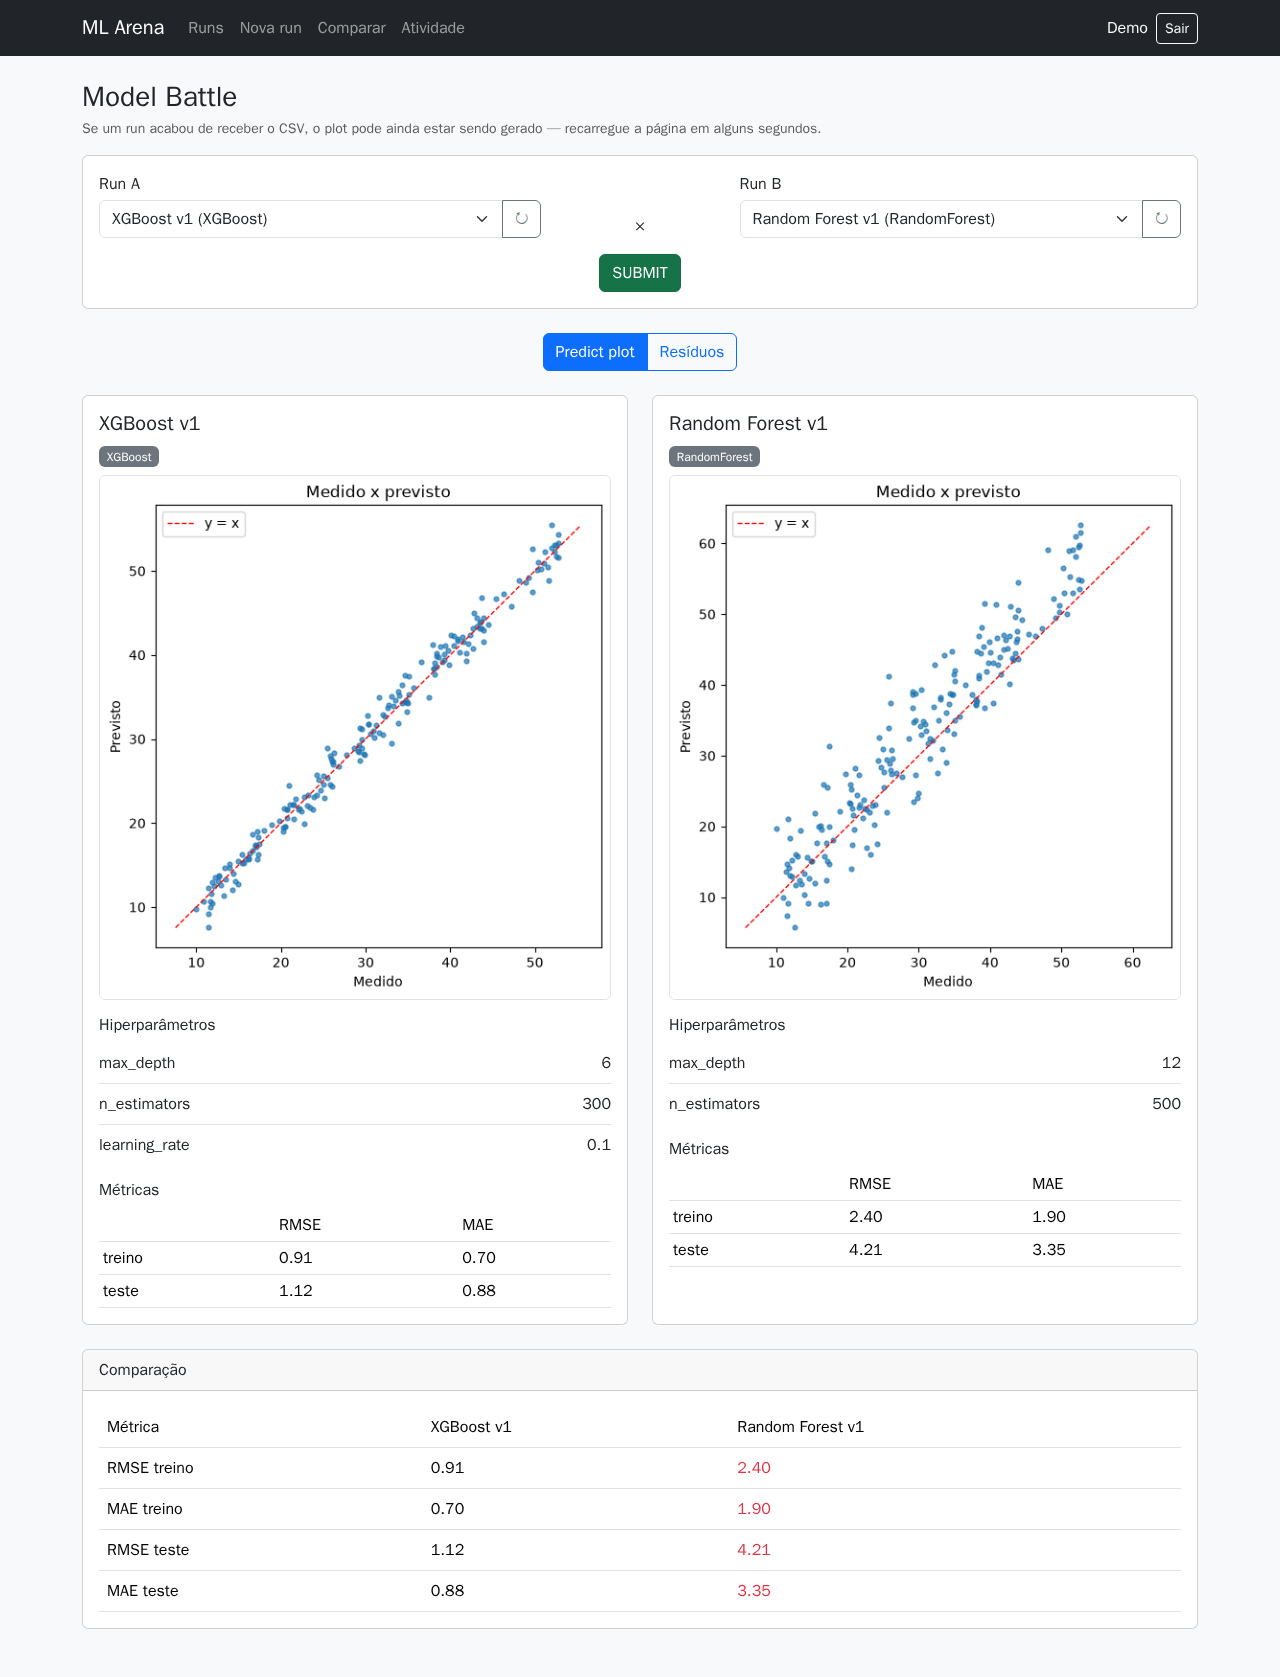 ML Arena Runs Nova run Comparar Atividade Demo Sair
Model Battle
Se um run acabou de receber o CSV, o plot pode ainda estar sendo gerado — recarregue a página em alguns segundos.
Run A
XGBoost v1 (XGBoost)
×
Run B
Random Forest v1 (RandomForest)
SUBMIT
Predict plot Resíduos
XGBoost v1
XGBoost
Medido x previsto
y = x
50
40
30
20
10
Previsto
10 20 30 40 50
Medido
Hiperparâmetros
max_depth 6
n_estimators 300
learning_rate 0.1
Métricas
RMSE MAE
treino 0.91 0.70
teste 1.12 0.88
Random Forest v1
RandomForest
Medido x previsto
y = x
60
50
40
30
20
10
Previsto
10 20 30 40 50 60
Medido
Hiperparâmetros
max_depth 12
n_estimators 500
Métricas
RMSE MAE
treino 2.40 1.90
teste 4.21 3.35
Comparação
Métrica XGBoost v1 Random Forest v1
RMSE treino 0.91 2.40
MAE treino 0.70 1.90
RMSE teste 1.12 4.21
MAE teste 0.88 3.35